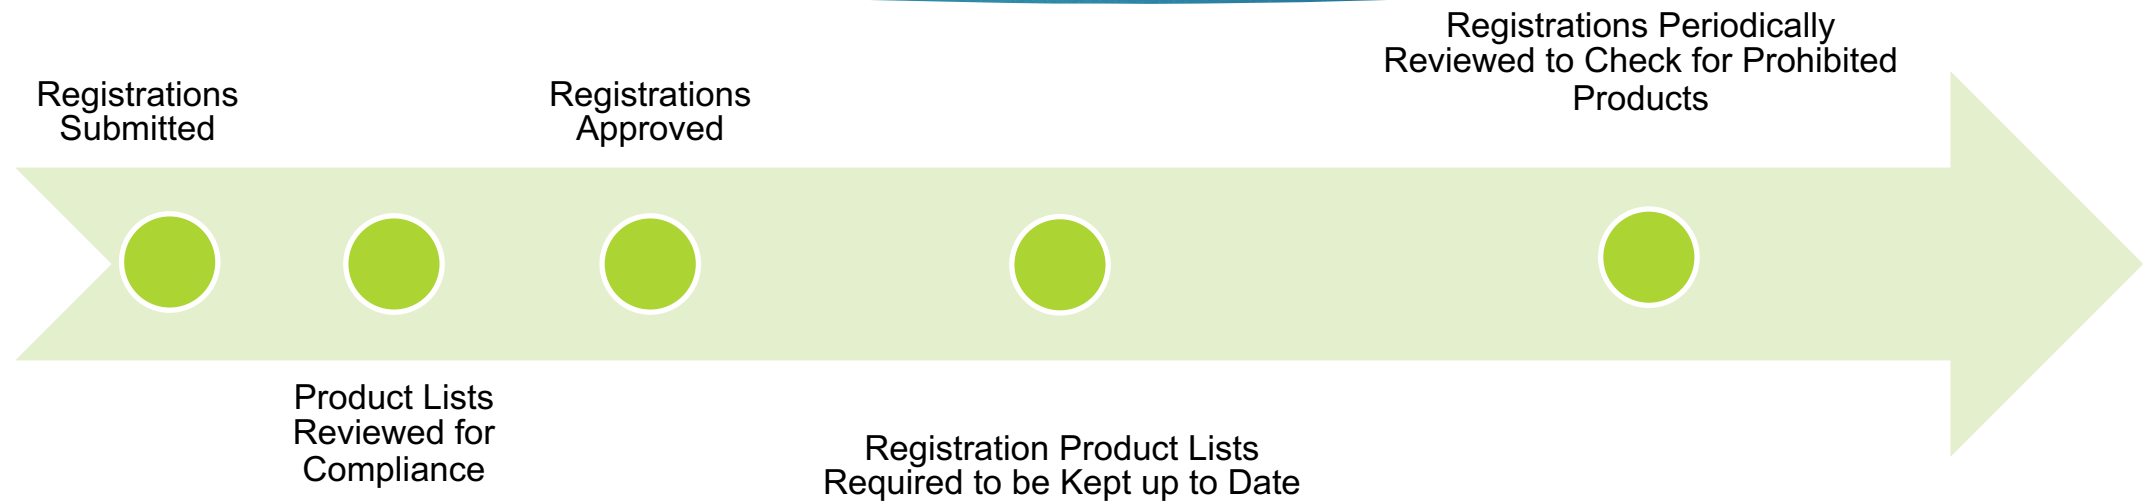 Registrations
Submitted
Product Lists
Reviewed for
Compliance
Registrations
Approved
Registration Product Lists
Required to be Kept up to Date
Registrations Periodically
Reviewed to Check for Prohibited
Products